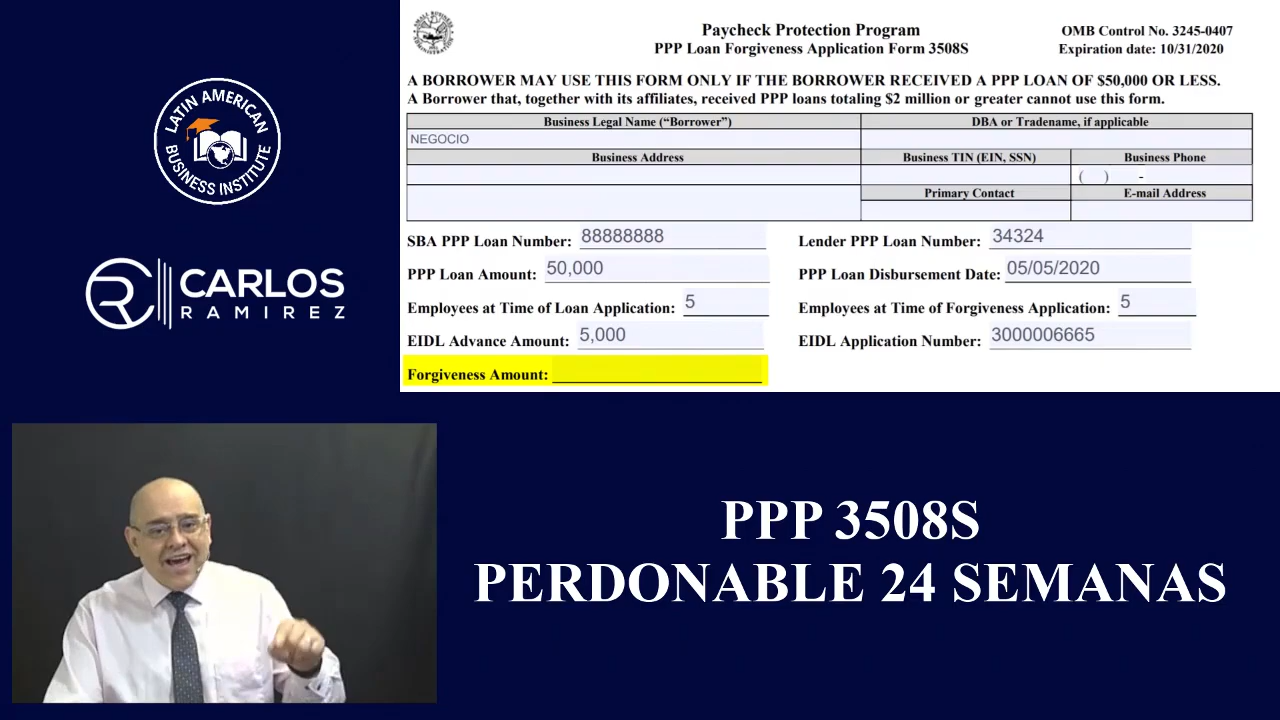 LATIN AMERICAN
BUSINESS INSTITUTE
CARLOS
RAMIREZ
SMALL BUSINESS
ADMINISTRATION
Paycheck Protection Program
PPP Loan Forgiveness Application Form 3508S
OMB Control No. 3245-0407
Expiration date: 10/31/2020
A BORROWER MAY USE THIS FORM ONLY IF THE BORROWER RECEIVED A PPP LOAN OF $50,000 OR LESS.
A Borrower that, together with its affiliates, received PPP loans totaling $2 million or greater cannot use this form.
Business Legal Name (“Borrower”) DBA or Tradename, if applicable
NEGOCIO
Business Address Business TIN (EIN, SSN) Business Phone
( ) -
Primary Contact E-mail Address
SBA PPP Loan Number: 88888888 Lender PPP Loan Number: 34324
PPP Loan Amount: 50,000 PPP Loan Disbursement Date: 05/05/2020
Employees at Time of Loan Application: 5 Employees at Time of Forgiveness Application: 5
EIDL Advance Amount: 5,000 EIDL Application Number: 3000006665
Forgiveness Amount:
PPP 3508S
PERDONABLE 24 SEMANAS